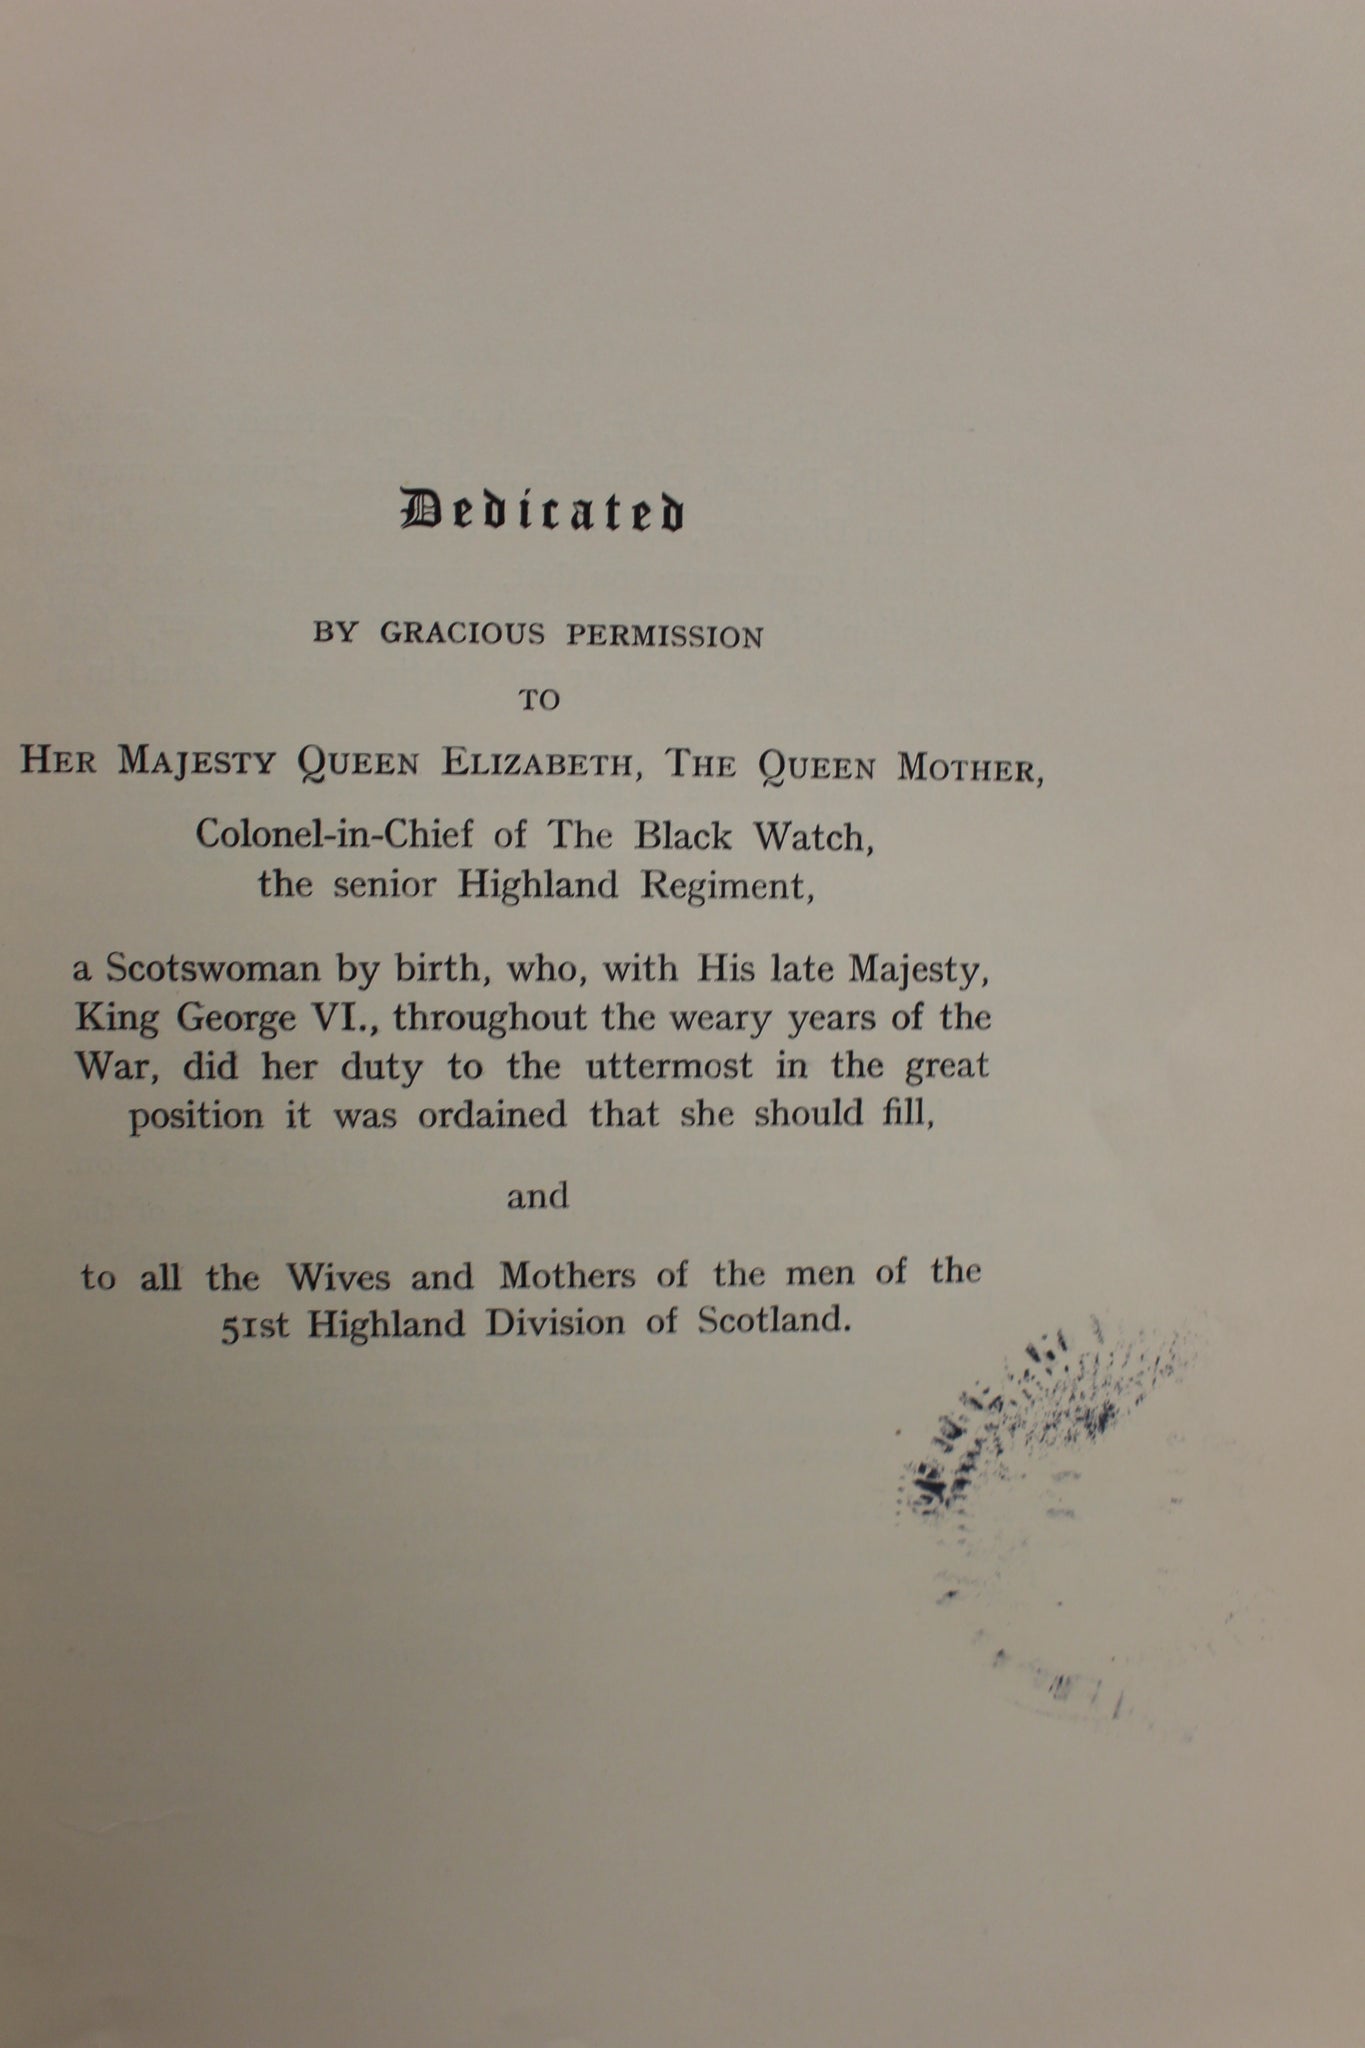 Dedicated
BY GRACIOUS PERMISSION
TO
HER MAJESTY QUEEN ELIZABETH, THE QUEEN MOTHER,
Colonel-in-Chief of The Black Watch,
the senior Highland Regiment,
a Scotswoman by birth, who, with His late Majesty,
King George VI., throughout the weary years of the
War, did her duty to the uttermost in the great
position it was ordained that she should fill,
and
to all the Wives and Mothers of the men of the
51st Highland Division of Scotland.